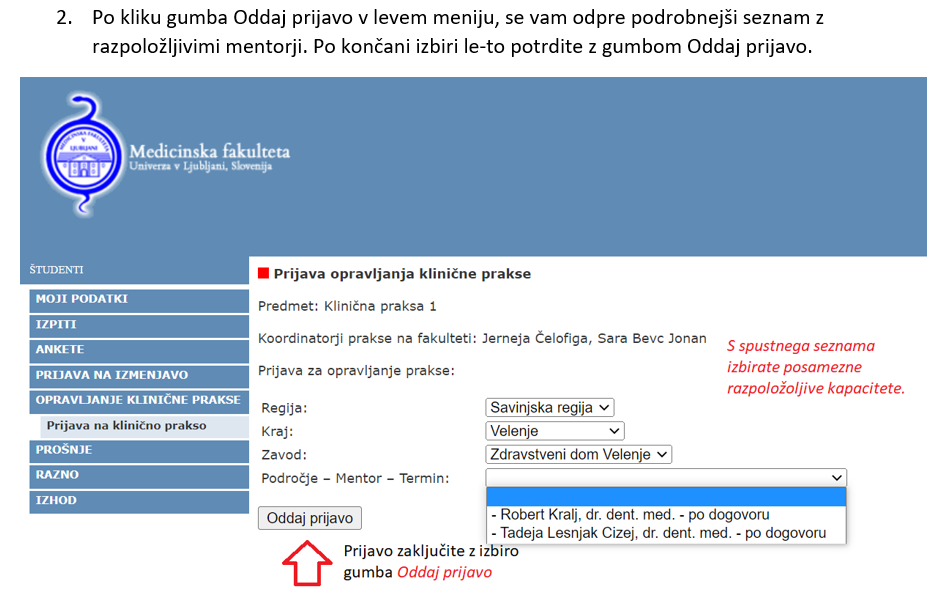 2. Po kliku gumba Oddaj prijavo v levem meniju, se vam odpre podrobnejši seznam z
razpoložljivimi mentorji. Po končani izbiri le-to potrdite z gumbom Oddaj prijavo.
MEDICINSKA FAKULTETA
V
LJUBLJANI
Medicinska fakulteta
Univerza v Ljubljani, Slovenija
ŠTUDENTI
MOJI PODATKI
IZPITI
ANKETE
PRIJAVA NA IZMENJAVO
OPRAVLJANJE KLINIČNE PRAKSE
Prijava na klinično prakso
PROŠNJE
RAZNO
IZHOD
Prijava opravljanja klinične prakse
Predmet: Klinična praksa 1
Koordinatorji prakse na fakulteti: Jerneja Čelofiga, Sara Bevc Jonan
Prijava za opravljanje prakse:
S spustnega seznama
izbirate posamezne
razpoložoljive kapacitete.
Regija: Savinjska regija
Kraj: Velenje
Zavod: Zdravstveni dom Velenje
Področje – Mentor – Termin:
- Robert Kralj, dr. dent. med. - po dogovoru
- Tadeja Lesnjak Cizej, dr. dent. med. - po dogovoru
Oddaj prijavo
Prijavo zaključite z izbiro
gumba Oddaj prijavo